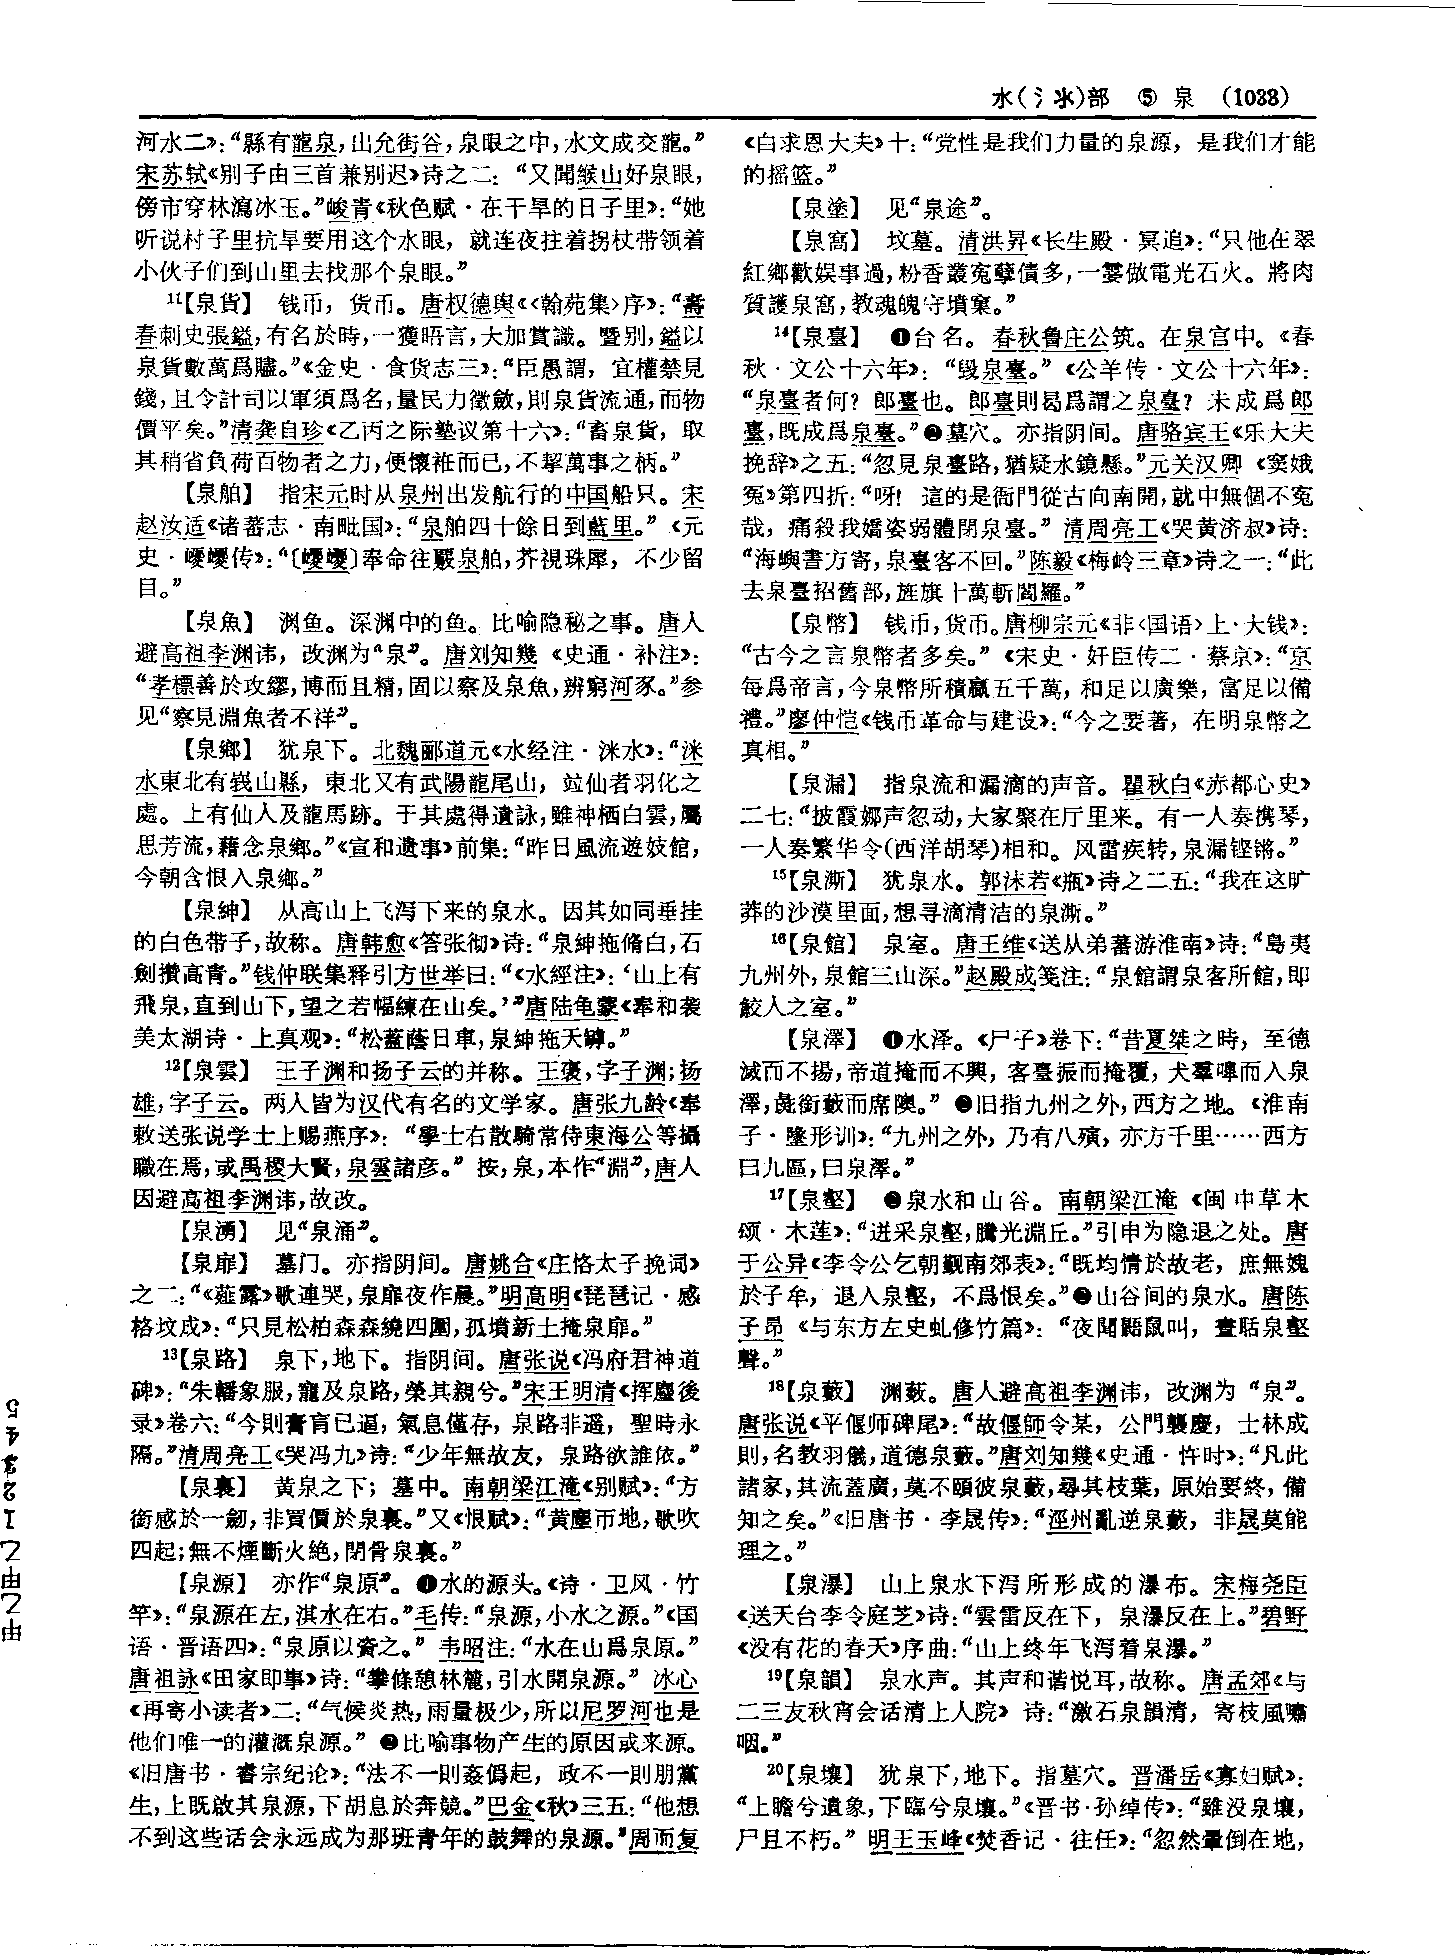 水(氵氺)部 ⑤ 泉 (1033)
河水二》：“縣有龍泉，出允街谷，泉眼之中，水文成交龍。”
宋苏轼《别子由三首兼别迟》诗之二：“又聞緱山好泉眼，
傍市穿林瀉冰玉。”峻青《秋色赋·在干旱的日子里》：“她
听说村子里抗旱要用这个水眼，就连夜拄着拐杖带领着
小伙子们到山里去找那个泉眼。”
11【泉貨】 钱币，货币。唐权德舆《〈翰苑集〉序》：“壽
春刺史張鎰，有名於時，一獲晤言，大加賞識。暨别，鎰以
泉貨數萬爲贐。”《金史·食货志三》：“臣愚謂，宜權禁見
錢，且令計司以軍須爲名，量民力徵斂，則泉貨流通，而物
價平矣。”清龚自珍《乙丙之际塾议第十六》：“畜泉貨，取
其稍省負荷百物者之力，便懷袵而已，不挈萬事之柄。”
【泉舶】 指宋元时从泉州出发航行的中国船只。宋
赵汝适《诸蕃志·南毗国》：“泉舶四十餘日到藍里。”《元
史·巙巙传》：“〔巙巙〕奉命往覈泉舶，芥視珠犀，不少留
目。”
【泉魚】 渊鱼。深渊中的鱼。比喻隐秘之事。唐人
避高祖李渊讳，改渊为“泉”。唐刘知幾《史通·补注》：
“孝標善於攻繆，博而且精，固以察及泉魚，辨窮河豕。”参
见“察見淵魚者不祥”。
【泉鄉】 犹泉下。北魏郦道元《水经注·洣水》：“洣
水東北有峩山縣，東北又有武陽龍尾山，竝仙者羽化之
處。上有仙人及龍馬跡。于其處得遺詠，雖神栖白雲，屬
思芳流，藉念泉鄉。”《宣和遗事》前集：“昨日風流遊妓館，
今朝含恨入泉鄉。”
【泉紳】 从高山上飞泻下来的泉水。因其如同垂挂
的白色带子，故称。唐韩愈《答张彻》诗：“泉紳拖脩白，石
劍攢高青。”钱仲联集释引方世举曰：“《水經注》：‘山上有
飛泉，直到山下，望之若幅練在山矣。’”唐陆龟蒙《奉和袭
美太湖诗·上真观》：“松蓋蔭日車，泉紳拖天罅。”
12【泉雲】 王子渊和扬子云的并称。王褒，字子渊；扬
雄，字子云。两人皆为汉代有名的文学家。唐张九龄《奉
敕送张说学士上赐燕序》：“學士右散騎常侍東海公等攝
職在焉，或禹稷大賢，泉雲諸彦。”按，泉，本作“淵”，唐人
因避高祖李渊讳，故改。
【泉湧】 见“泉涌”。
【泉扉】 墓门。亦指阴间。唐姚合《庄恪太子挽词》
之二：“《薤露》歌連哭，泉扉夜作晨。”明高明《琵琶记·感
格坟成》：“只見松柏森森繞四圍，孤墳新土掩泉扉。”
13【泉路】 泉下，地下。指阴间。唐张说《冯府君神道
碑》：“朱轓象服，寵及泉路，榮其親兮。”宋王明清《挥麈後
录》卷六：“今則膏肓已逼，氣息僅存，泉路非遥，聖時永
隔。”清周亮工《哭冯九》诗：“少年無故友，泉路欲誰依。”
【泉裏】 黄泉之下；墓中。南朝梁江淹《别赋》：“方
銜感於一劒，非買價於泉裏。”又《恨赋》：“黄塵帀地，歌吹
四起；無不煙斷火絶，閉骨泉裏。”
【泉源】 亦作“泉原”。❶水的源头。《诗·卫风·竹
竿》：“泉源在左，淇水在右。”毛传：“泉源，小水之源。”《国
语·晋语四》：“泉原以資之。”韦昭注：“水在山爲泉原。”
唐祖詠《田家即事》诗：“攀條憩林麓，引水開泉源。”冰心
《再寄小读者》二：“气候炎热，雨量极少，所以尼罗河也是
他们唯一的灌溉泉源。”❷比喻事物产生的原因或来源。
《旧唐书·睿宗纪论》：“法不一則姦僞起，政不一則朋黨
生，上既啟其泉源，下胡息於奔競。”巴金《秋》三五：“他想
不到这些话会永远成为那班青年的鼓舞的泉源。”周而复
《白求恩大夫》十：“党性是我们力量的泉源，是我们才能
的摇篮。”
【泉塗】 见“泉途”。
【泉窩】 坟墓。清洪昇《长生殿·冥追》：“只他在翠
紅鄉歡娱事過，粉香叢冤孽債多，一霎做電光石火。將肉
質護泉窩，教魂魄守墳窠。”
14【泉臺】 ❶台名。春秋鲁庄公筑。在泉宫中。《春
秋·文公十六年》：“毁泉臺。”《公羊传·文公十六年》：
“泉臺者何？郎臺也。郎臺則曷爲謂之泉臺？未成爲郎
臺，既成爲泉臺。”❷墓穴。亦指阴间。唐骆宾王《乐大夫
挽辞》之五：“忽見泉臺路，猶疑水鏡懸。”元关汉卿《窦娥
冤》第四折：“呀！這的是衙門從古向南開，就中無個不冤
哉，痛殺我嬌姿弱體閉泉臺。”清周亮工《哭黄济叔》诗：
“海嶼書方寄，泉臺客不回。”陈毅《梅岭三章》诗之一：“此
去泉臺招舊部，旌旗十萬斬閻羅。”
【泉幣】 钱币，货币。唐柳宗元《非〈国语〉上·大钱》：
“古今之言泉幣者多矣。”《宋史·奸臣传二·蔡京》：“京
每爲帝言，今泉幣所積贏五千萬，和足以廣樂，富足以備
禮。”廖仲恺《钱币革命与建设》：“今之要著，在明泉幣之
真相。”
【泉漏】 指泉流和漏滴的声音。瞿秋白《赤都心史》
二七：“披霞娜声忽动，大家聚在厅里来。有一人奏携琴，
一人奏繁华令(西洋胡琴)相和。风雷疾转，泉漏铿锵。”
15【泉澌】 犹泉水。郭沫若《瓶》诗之二五：“我在这旷
莽的沙漠里面，想寻滴清洁的泉澌。”
16【泉館】 泉室。唐王维《送从弟蕃游淮南》诗：“島夷
九州外，泉館三山深。”赵殿成笺注：“泉館謂泉客所館，即
鮫人之室。”
【泉澤】 ❶水泽。《尸子》卷下：“昔夏桀之時，至德
滅而不揚，帝道掩而不興，容臺振而掩覆，犬羣嘷而入泉
澤，彘銜藪而席隩。”❷旧指九州之外，西方之地。《淮南
子·墬形训》：“九州之外，乃有八殥，亦方千里……西方
曰九區，曰泉澤。”
17【泉壑】 ❶泉水和山谷。南朝梁江淹《闽中草木
颂·木莲》：“迸采泉壑，騰光淵丘。”引申为隐退之处。唐
于公异《李令公乞朝觐南郊表》：“既均情於故老，庶無媿
於子牟，退入泉壑，不爲恨矣。”❷山谷间的泉水。唐陈
子昂《与东方左史虬修竹篇》：“夜聞鼯鼠叫，晝聒泉壑
聲。”
18【泉藪】 渊薮。唐人避高祖李渊讳，改渊为“泉”。
唐张说《平偃师碑尾》：“故偃師令某，公門襲慶，士林成
則，名教羽儀，道德泉藪。”唐刘知幾《史通·忤时》：“凡此
諸家，其流蓋廣，莫不賾彼泉藪，尋其枝葉，原始要終，備
知之矣。”《旧唐书·李晟传》：“涇州亂逆泉藪，非晟莫能
理之。”
【泉瀑】 山上泉水下泻所形成的瀑布。宋梅尧臣
《送天台李令庭芝》诗：“雲雷反在下，泉瀑反在上。”碧野
《没有花的春天》序曲：“山上终年飞泻着泉瀑。”
19【泉韻】 泉水声。其声和谐悦耳，故称。唐孟郊《与
二三友秋宵会话清上人院》诗：“激石泉韻清，寄枝風嘯
咽。”
20【泉壤】 犹泉下，地下。指墓穴。晋潘岳《寡妇赋》：
“上瞻兮遺象，下臨兮泉壤。”《晋书·孙绰传》：“雖没泉壤，
尸且不朽。”明王玉峰《焚香记·往任》：“忽然暈倒在地，